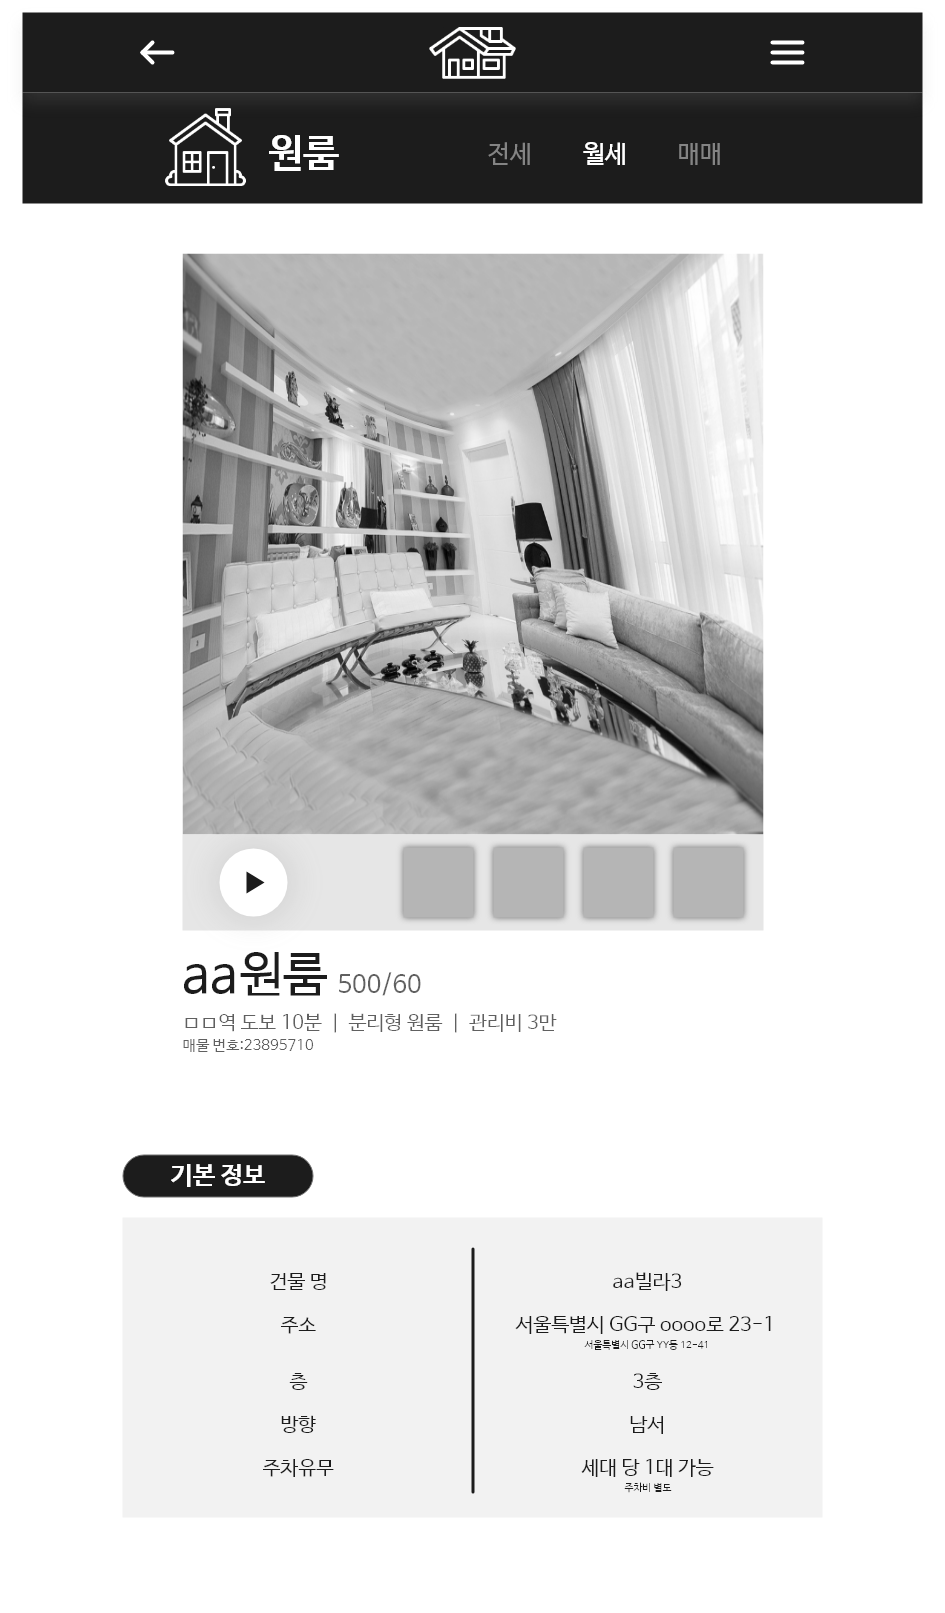 원룸 전세 월세 매매
aa원룸 500/60
ㅁㅁ역 도보 10분 | 분리형 원룸 | 관리비 3만
매물 번호:23895710
기본 정보
건물 명 aa빌라3
주소 서울특별시 GG구 oooo로 23-1
서울특별시 GG구 YY동 12-41
층 3층
방향 남서
주차유무 세대 당 1대 가능
주차비 별도